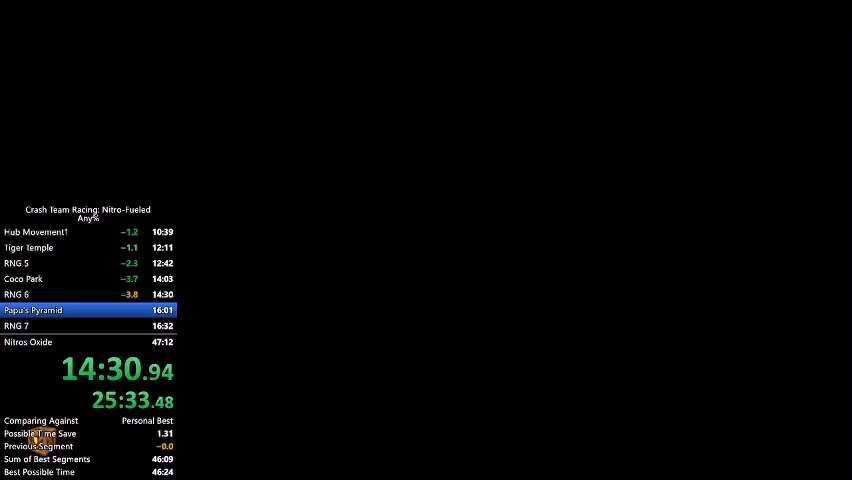 Crash Team Racing: Nitro-Fueled
Any%
Hub Movement1 −1.2 10:39
Tiger Temple −1.1 12:11
RNG 5 −2.3 12:42
Coco Park −3.7 14:03
RNG 6 −3.8 14:30
Papu's Pyramid 16:01
RNG 7 16:32
Nitros Oxide 47:12
14:30.94
25:33.48
Comparing Against Personal Best
Possible Time Save 1.31
Previous Segment −0.0
Sum of Best Segments 46:09
Best Possible Time 46:24